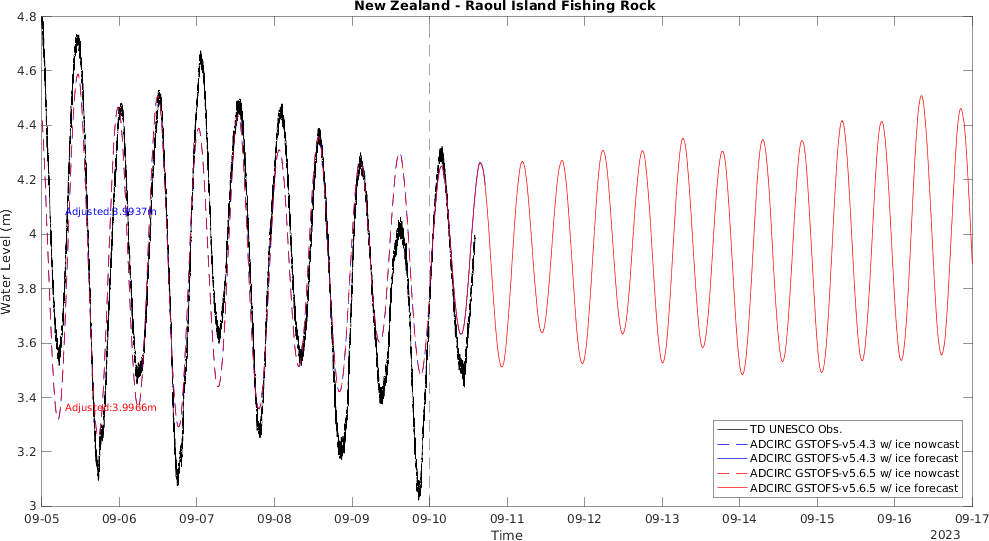 New Zealand - Raoul Island Fishing Rock
4.8
4.6
4.4
4.2
4
3.8
3.6
3.4
3.2
3
Water Level (m)
Adjusted:3.9937m
Adjusted:3.9966m
TD UNESCO Obs.
ADCIRC GSTOFS-v5.4.3 w/ ice nowcast
ADCIRC GSTOFS-v5.4.3 w/ ice forecast
ADCIRC GSTOFS-v5.6.5 w/ ice nowcast
ADCIRC GSTOFS-v5.6.5 w/ ice forecast
09-05 09-06 09-07 09-08 09-09 09-10 09-11 09-12 09-13 09-14 09-15 09-16 09-17
Time
2023